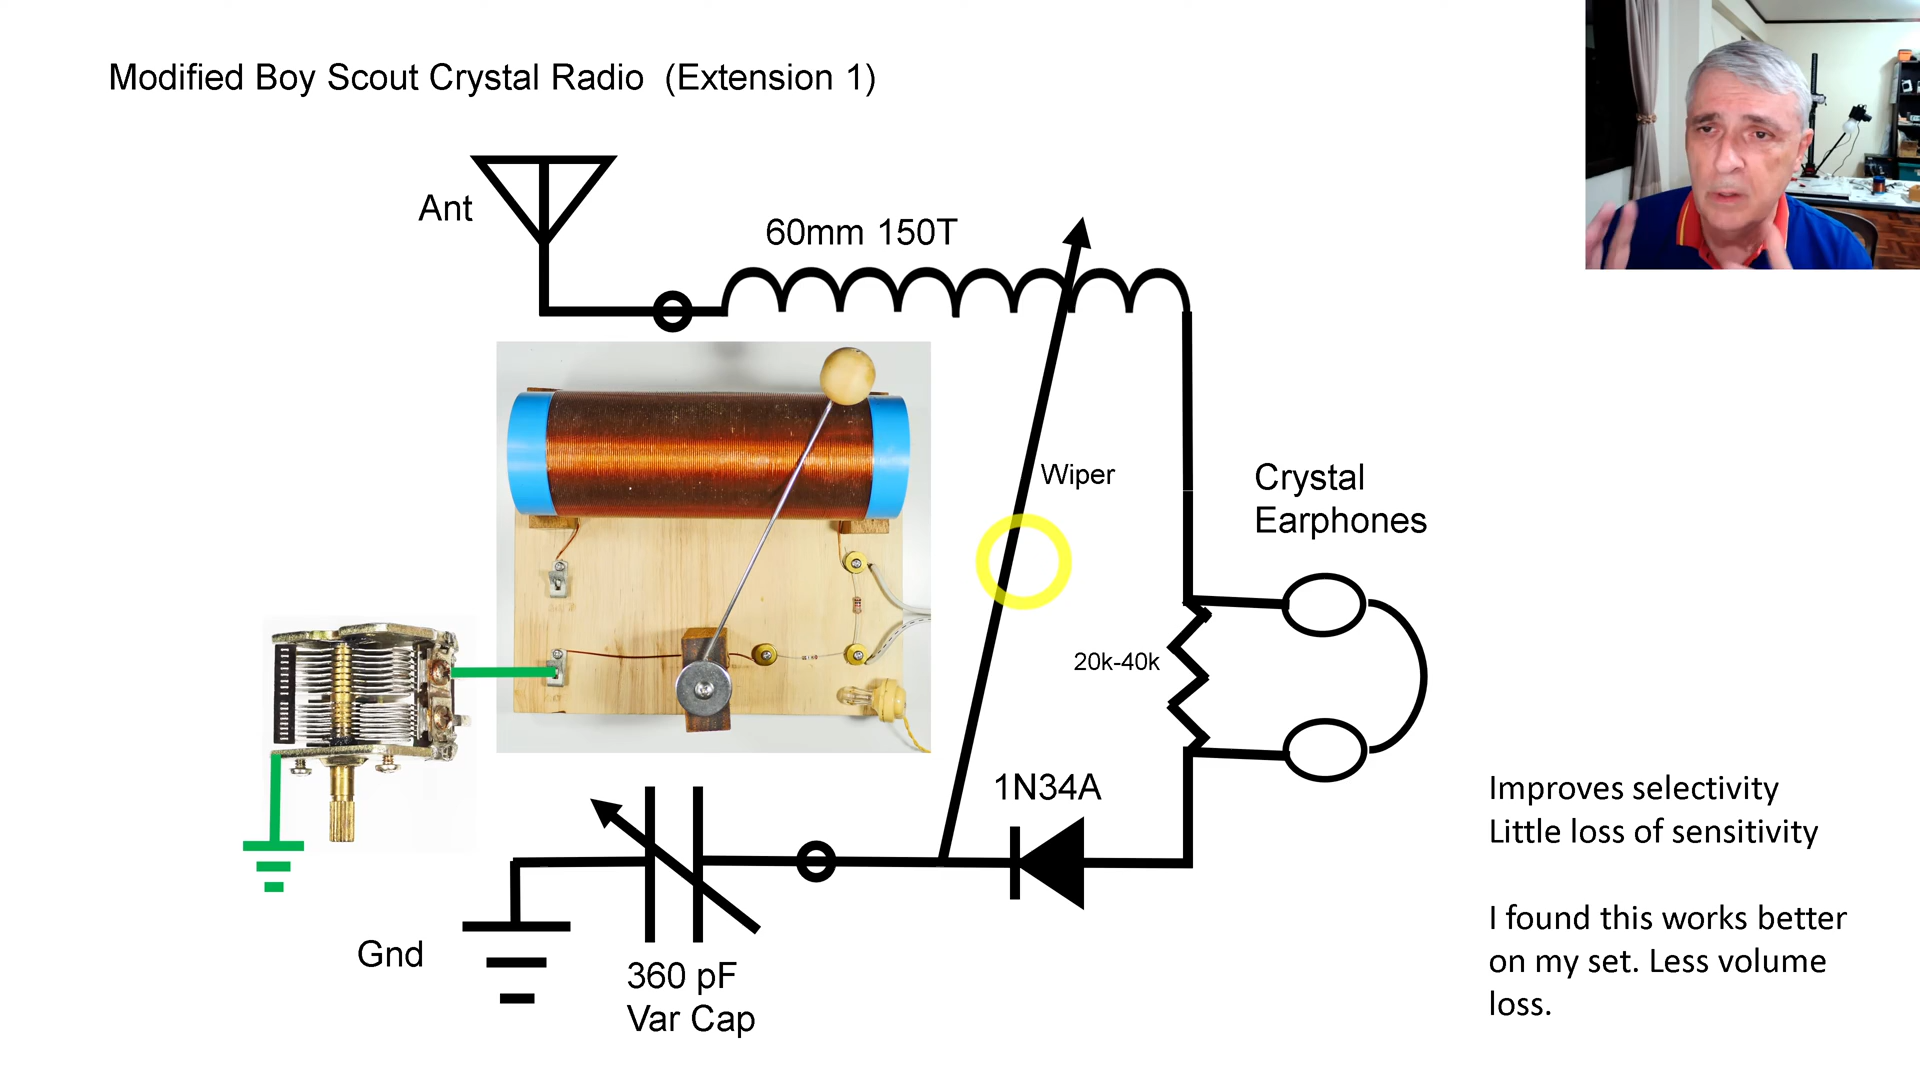 Modified Boy Scout Crystal Radio (Extension 1)
Ant
60mm 150T
Wiper
Crystal
Earphones
20k-40k
1N34A
Improves selectivity
Little loss of sensitivity
I found this works better
on my set. Less volume
loss.
Gnd
360 pF
Var Cap